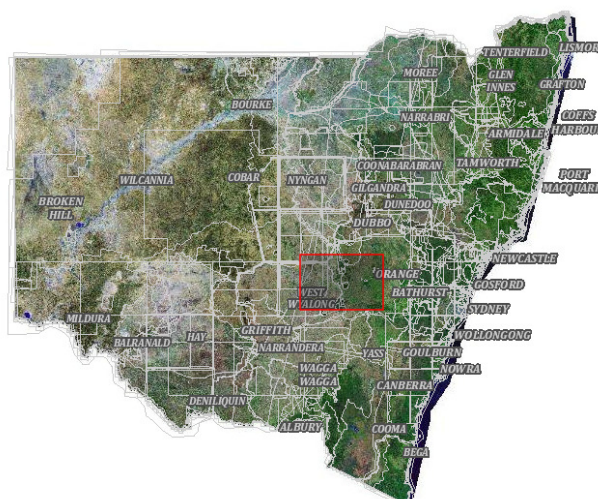 TENTERFIELD
LISMOR
MOREE
GLEN
INNES
GRAFTON
BOURKE
NARRABRI
COFFS
HARBOUR
ARMIDALE
COONABARABRAN
TAMWORTH
WILCANNIA
COBAR
NYNGAN
GILGANDRA
PORT
MACQUARI
BROKEN
HILL
DUNEDOO
DUBBO
NEWCASTLE
ORANGE
GOSFORD
WEST
WYALONG
BATHURST
SYDNEY
MILDURA
GRIFFITH
WOLLONGONG
BALRANALD
HAY
NARRANDERA
YASS
GOULBURN
NOWRA
WAGGA
WAGGA
CANBERRA
DENILIQUIN
ALBURY
COOMA
BEGA